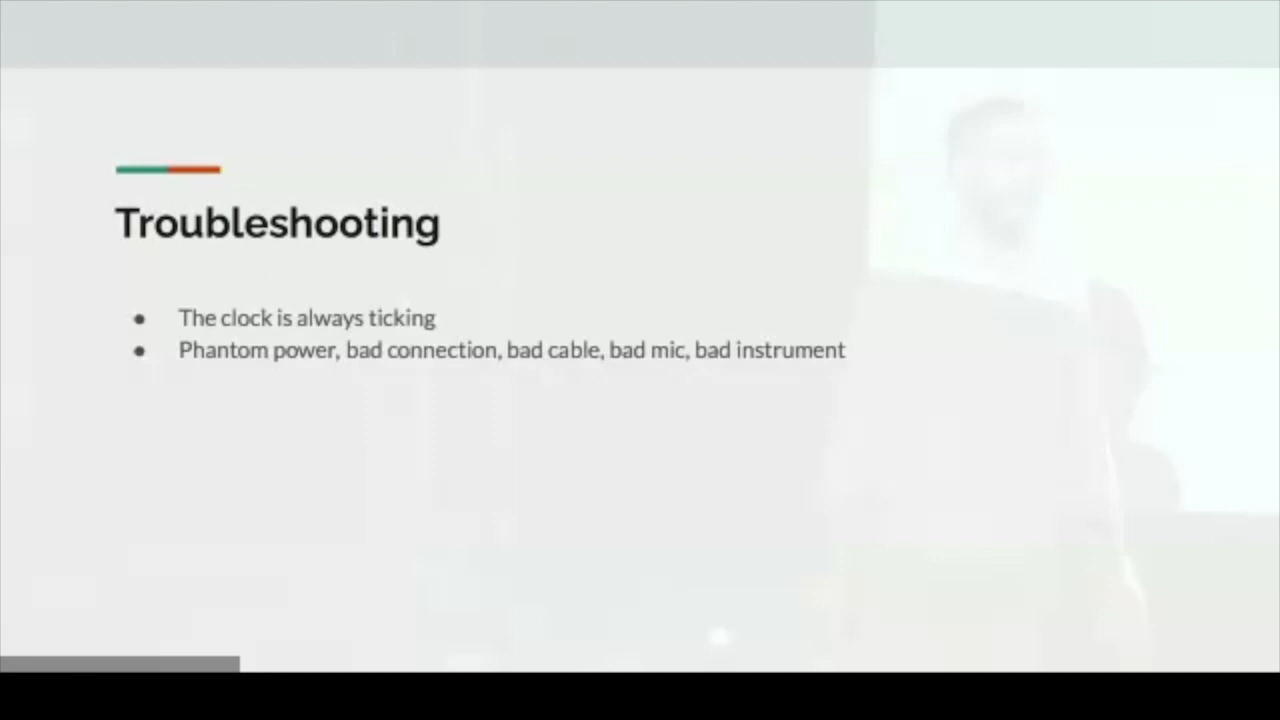 Troubleshooting
● The clock is always ticking
● Phantom power, bad connection, bad cable, bad mic, bad instrument